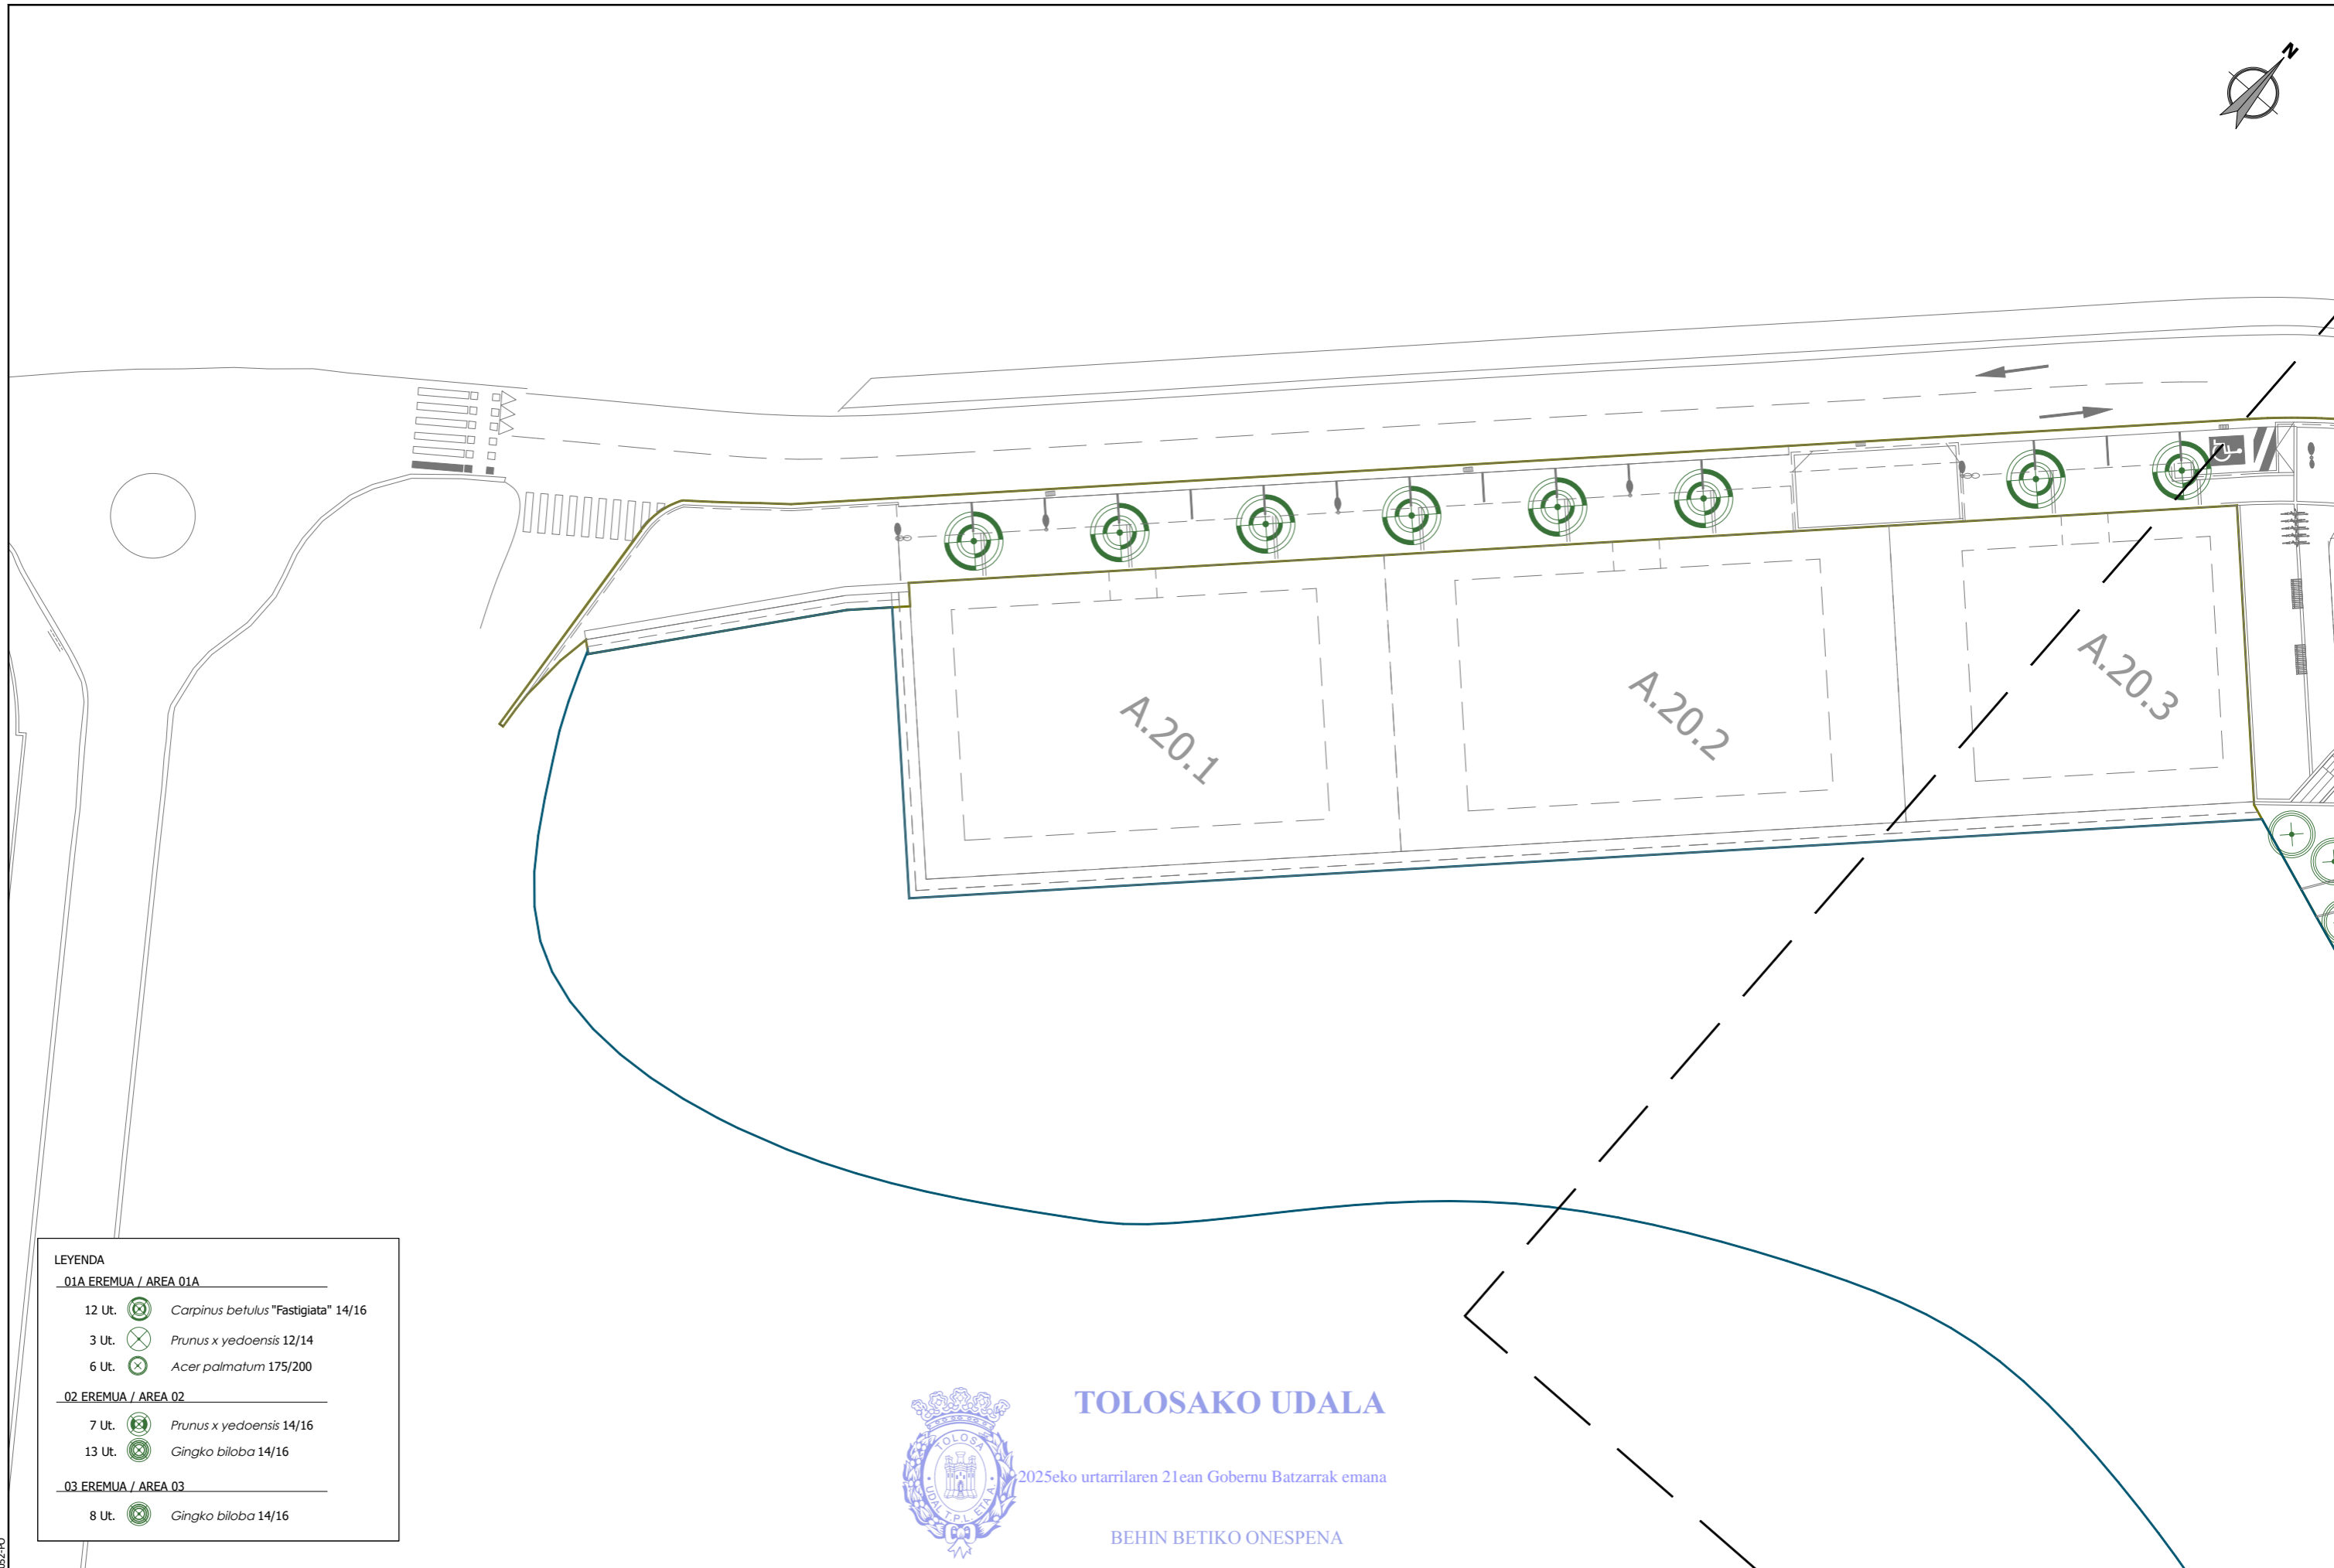 N
A.20.1
A.20.2
A.20.3
LEYENDA
01A EREMUA / AREA 01A
12 Ut. Carpinus betulus "Fastigiata" 14/16
3 Ut. Prunus x yedoensis 12/14
6 Ut. Acer palmatum 175/200
02 EREMUA / AREA 02
7 Ut. Prunus x yedoensis 14/16
13 Ut. Gingko biloba 14/16
03 EREMUA / AREA 03
8 Ut. Gingko biloba 14/16
TOLOSAKO UDALA
TOLOSA
UDAL T.P.L. ETA A.
2025eko urtarrilaren 21ean Gobernu Batzarrak emana
BEHIN BETIKO ONESPENA